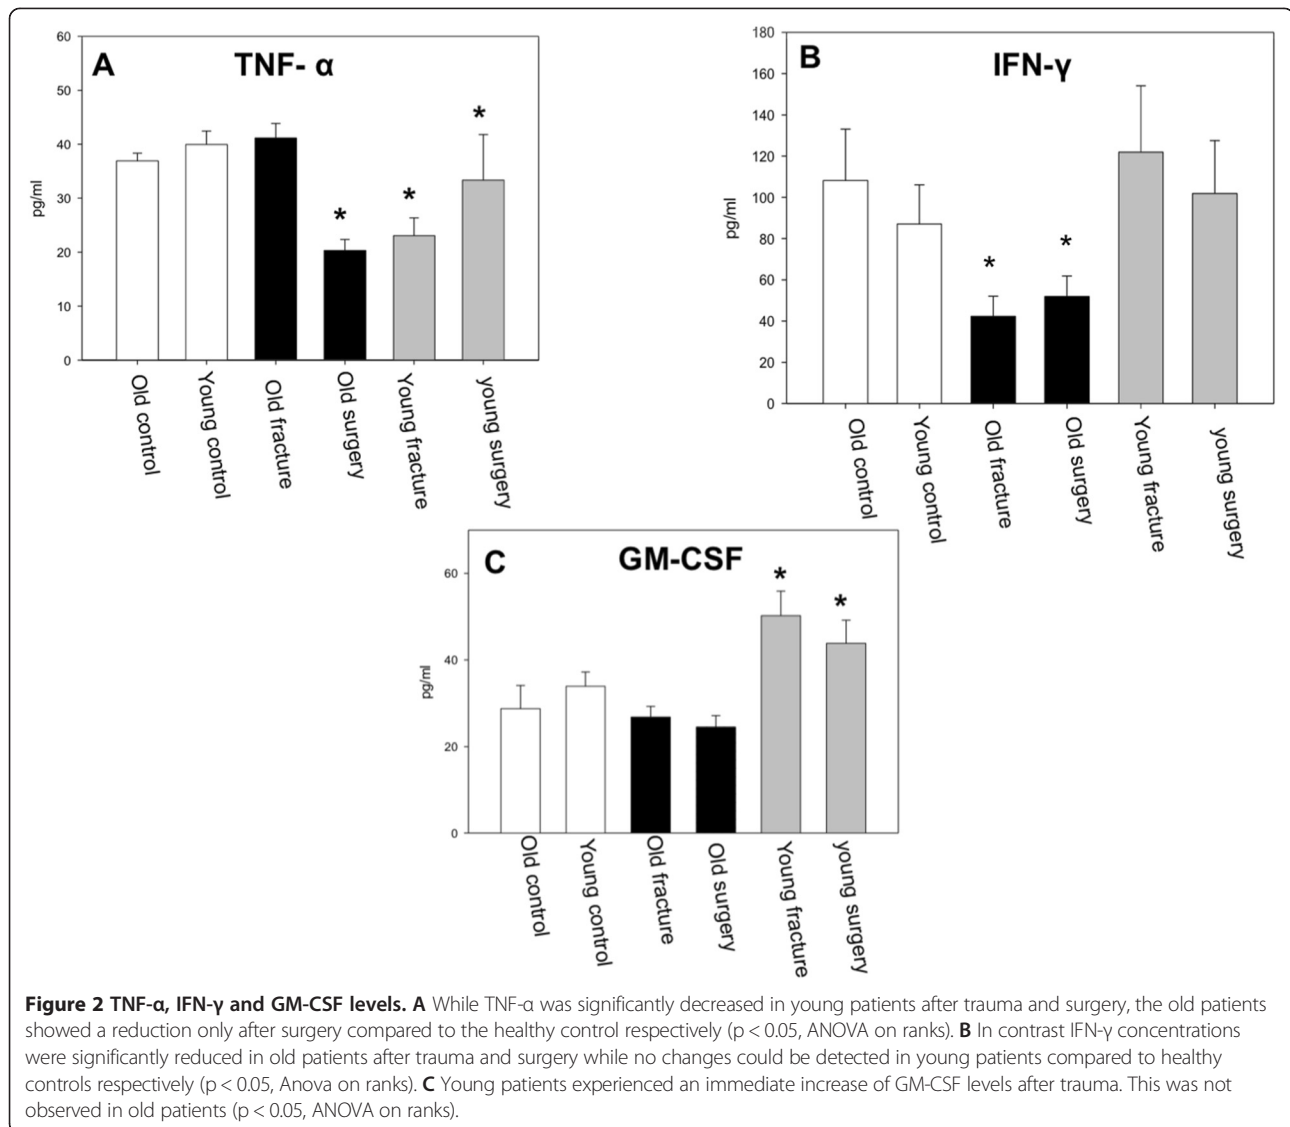 A TNF- α
60
50
40
30
20
10
0
pg/ml
* * *
Old control
Young control
Old fracture
Old surgery
Young fracture
young surgery
B IFN-γ
180
160
140
120
100
80
60
40
20
0
pg/ml
* *
Old control
Young control
Old fracture
Old surgery
Young fracture
young surgery
C GM-CSF
60
40
20
0
pg/ml
* *
Old control
Young control
Old fracture
Old surgery
Young fracture
young surgery
Figure 2 TNF-α, IFN-γ and GM-CSF levels. A While TNF-α was significantly decreased in young patients after trauma and surgery, the old patients
showed a reduction only after surgery compared to the healthy control respectively (p < 0.05, ANOVA on ranks). B In contrast IFN-γ concentrations
were significantly reduced in old patients after trauma and surgery while no changes could be detected in young patients compared to healthy
controls respectively (p < 0.05, Anova on ranks). C Young patients experienced an immediate increase of GM-CSF levels after trauma. This was not
observed in old patients (p < 0.05, ANOVA on ranks).